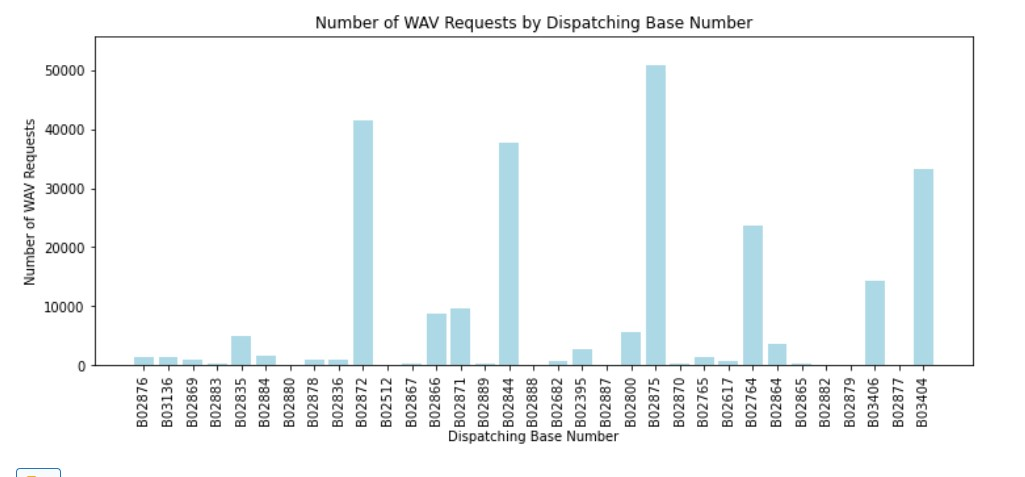 Number of WAV Requests by Dispatching Base Number
Number of WAV Requests
50000
40000
30000
20000
10000
0
B02876 B03136 B02869 B02883 B02835 B02884 B02880 B02878 B02836 B02872 B02512 B02867 B02866 B02871 B02889 B02844 B02888 B02682 B02395 B02887 B02800 B02875 B02870 B02765 B02617 B02764 B02864 B02865 B02882 B02879 B03406 B02877 B03404
Dispatching Base Number